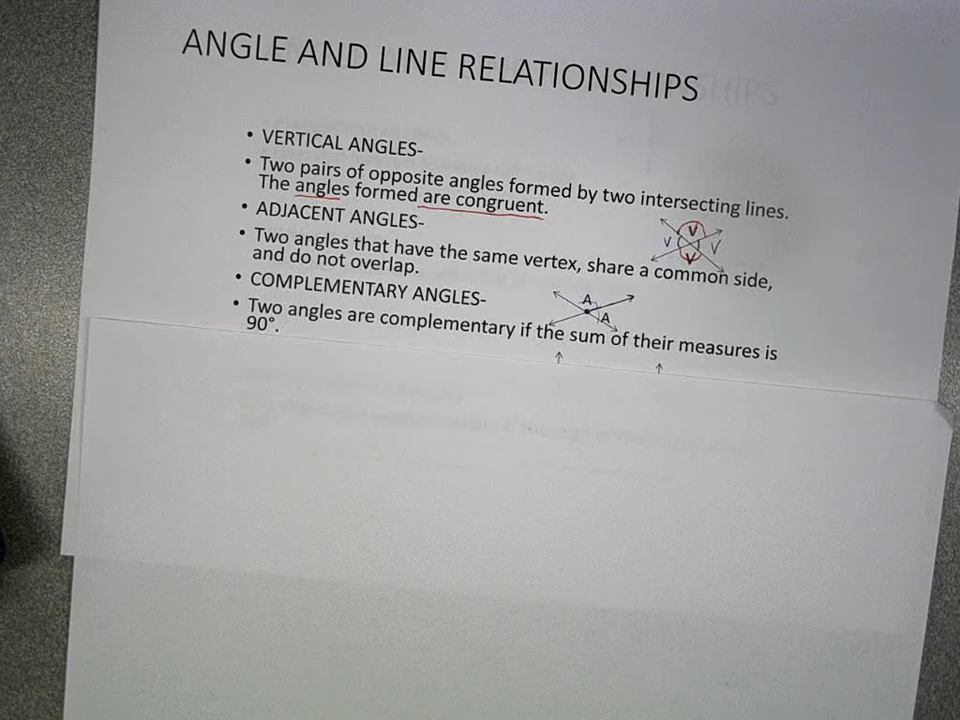 ANGLE AND LINE RELATIONSHIPS
• VERTICAL ANGLES-
• Two pairs of opposite angles formed by two intersecting lines.
The angles formed are congruent.
• ADJACENT ANGLES-
V
V V
V
• Two angles that have the same vertex, share a common side,
and do not overlap.
• COMPLEMENTARY ANGLES-
A
A
• Two angles are complementary if the sum of their measures is
90°.